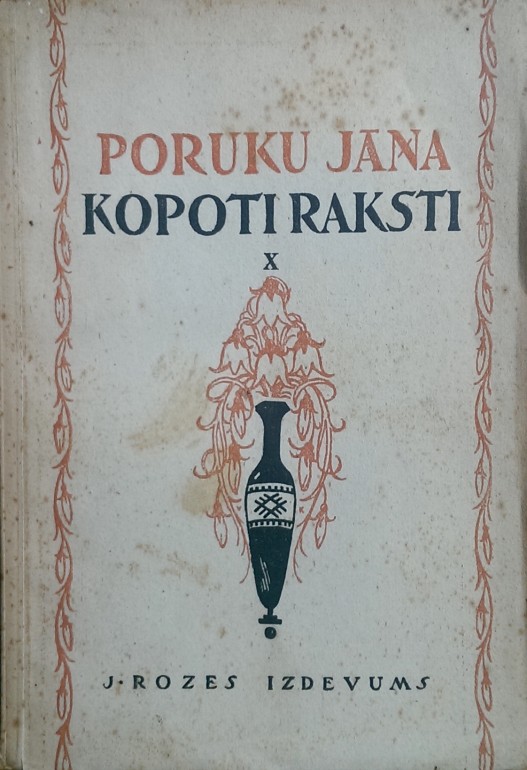 PORUKU JĀNA
KOPOTI RAKSTI
X
J. ROZES IZDEVUMS